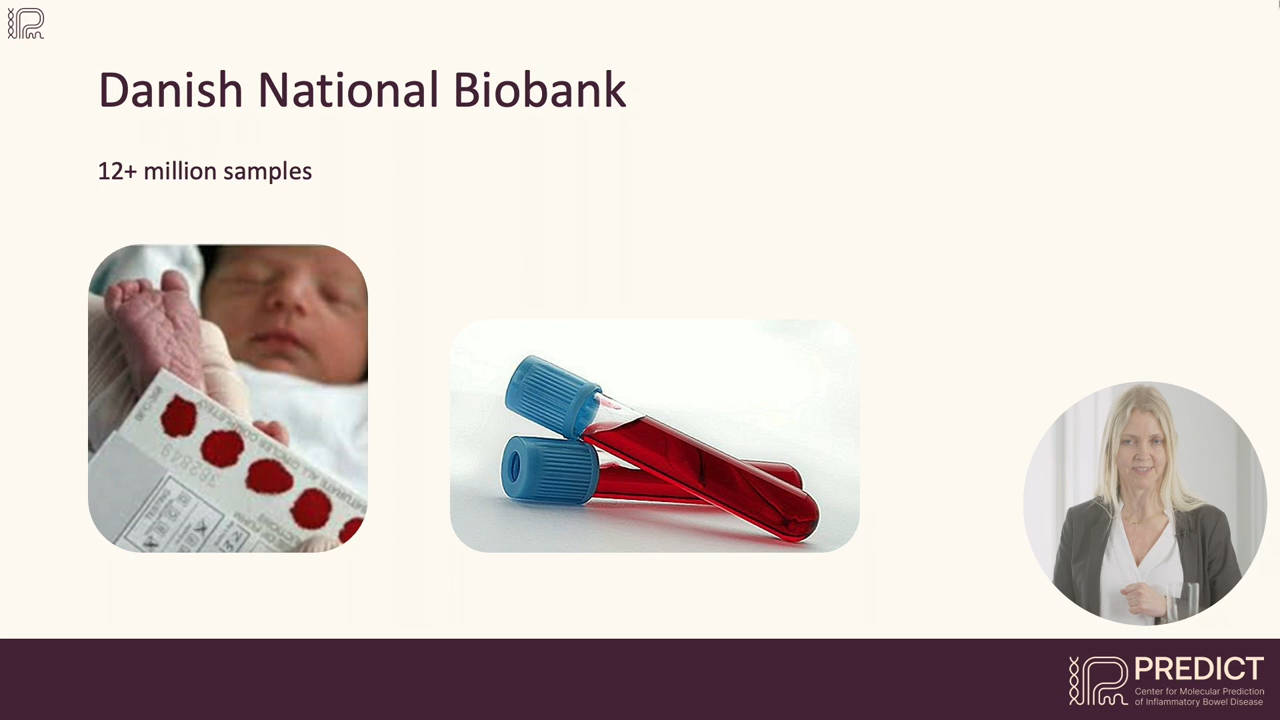 Danish National Biobank
12+ million samples
PREDICT
Center for Molecular Prediction
of Inflammatory Bowel Disease